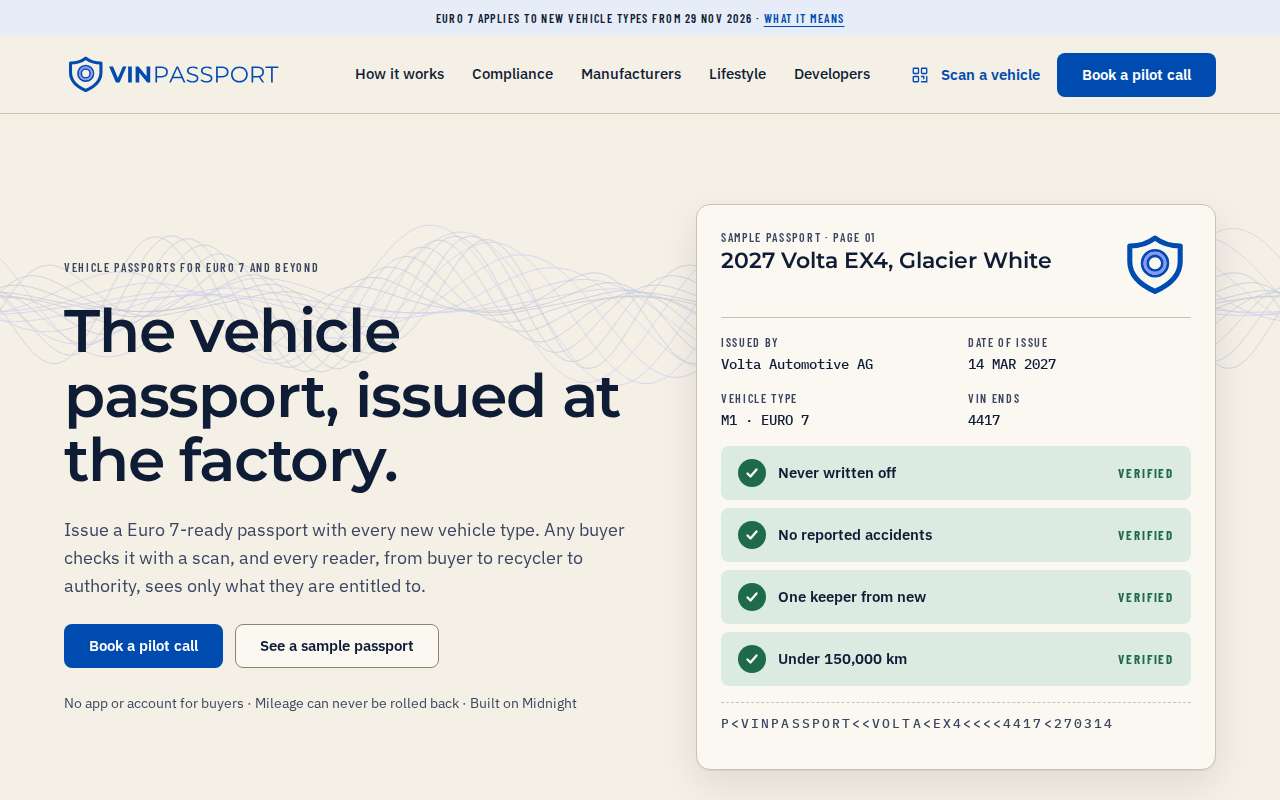 EURO 7 APPLIES TO NEW VEHICLE TYPES FROM 29 NOV 2026 · WHAT IT MEANS
VINPASSPORT
How it works
Compliance
Manufacturers
Lifestyle
Developers
Scan a vehicle
Book a pilot call
VEHICLE PASSPORTS FOR EURO 7 AND BEYOND
The vehicle
passport, issued at
the factory.
Issue a Euro 7-ready passport with every new vehicle type. Any buyer
checks it with a scan, and every reader, from buyer to recycler to
authority, sees only what they are entitled to.
Book a pilot call
See a sample passport
No app or account for buyers · Mileage can never be rolled back · Built on Midnight
SAMPLE PASSPORT · PAGE 01
2027 Volta EX4, Glacier White
ISSUED BY
Volta Automotive AG
DATE OF ISSUE
14 MAR 2027
VEHICLE TYPE
M1 · EURO 7
VIN ENDS
4417
Never written off VERIFIED
No reported accidents VERIFIED
One keeper from new VERIFIED
Under 150,000 km VERIFIED
P<VINPASSPORT<<VOLTA<EX4<<<<4417<270314